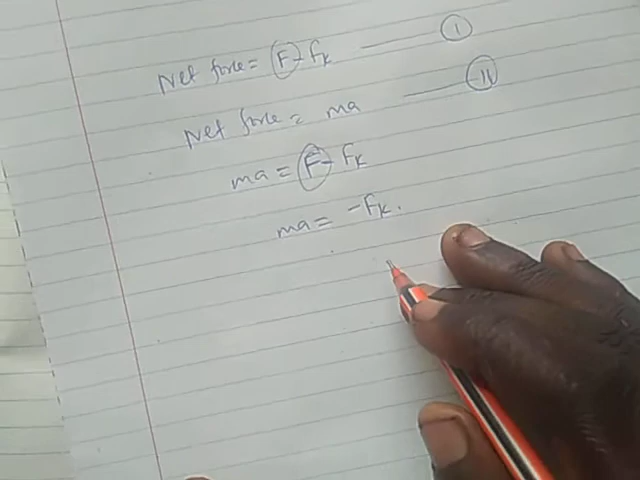 Net force = F - fk — (I)
Net force = ma — (II)
ma = F - fk
ma = -fk.